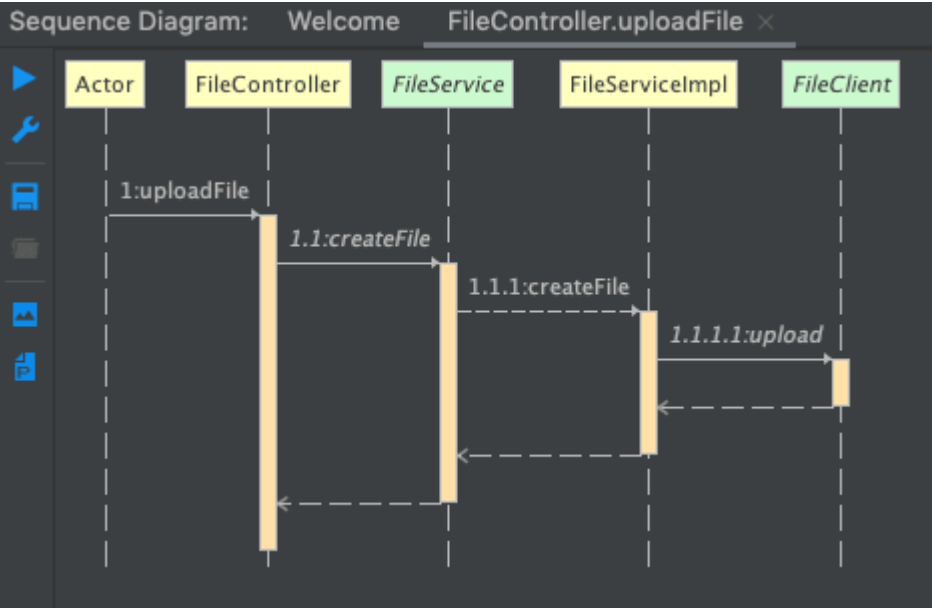 Sequence Diagram: Welcome FileController.uploadFile ×
Actor FileController FileService FileServiceImpl FileClient
1:uploadFile
1.1:createFile
1.1.1:createFile
1.1.1.1:upload
P